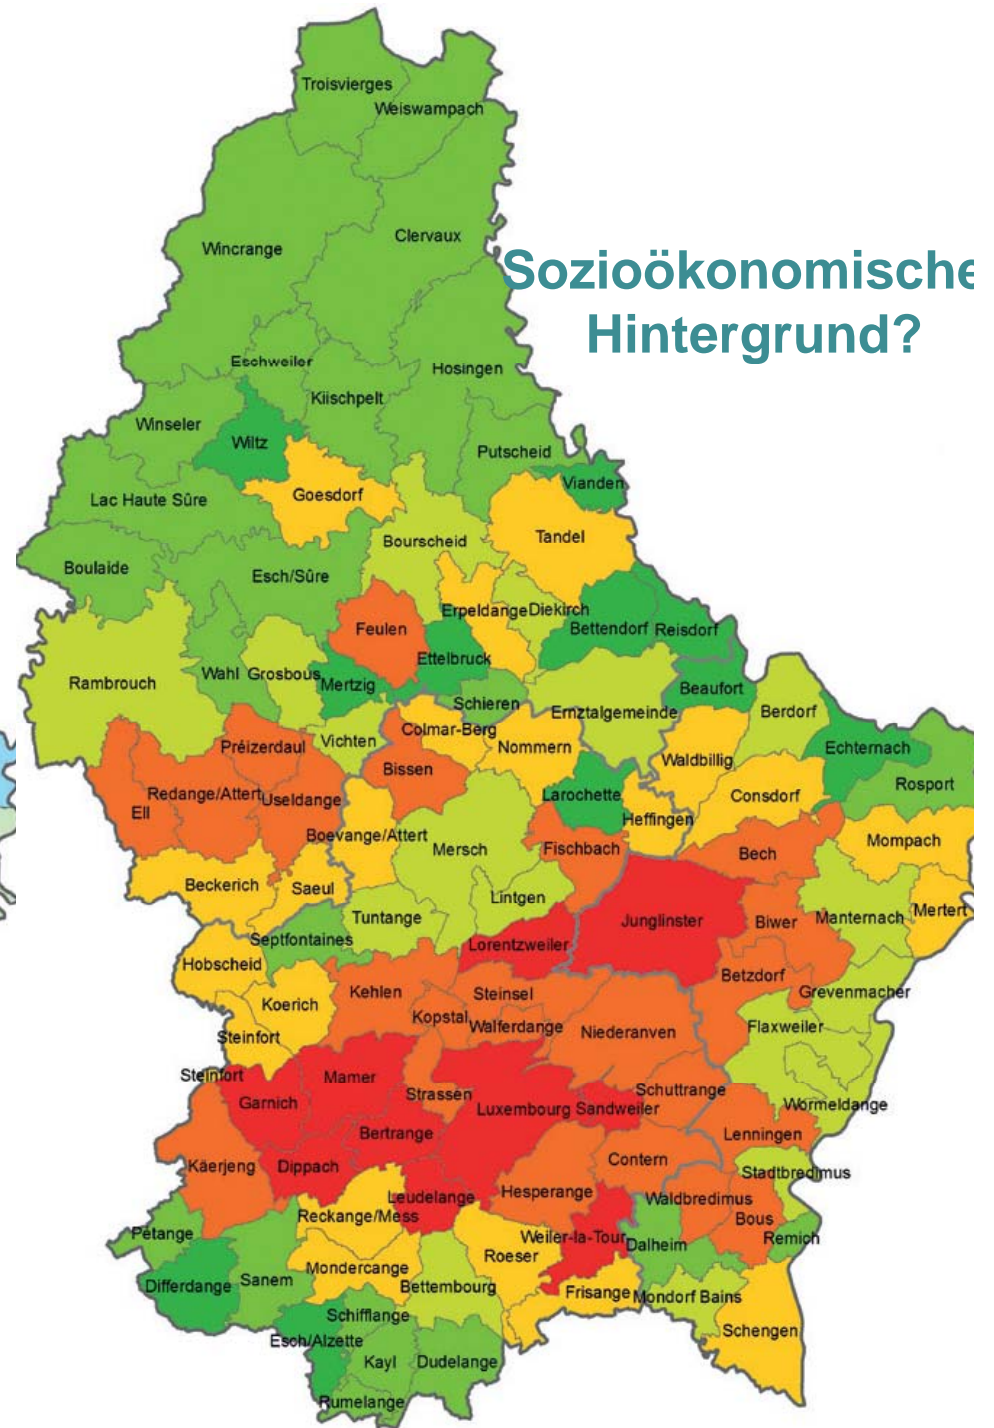 Troisvierges
Weiswampach
Clervaux
Wincrange
Sozioökonomische
Hintergrund?
Eschweiler
Hosingen
Kiischpelt
Winseler
Wiltz
Putscheid
Vianden
Goesdorf
Lac Haute Sûre
Tandel
Bourscheid
Boulaide
Esch/Sûre
Erpeldange
Diekirch
Feulen
Bettendorf
Reisdorf
Ettelbruck
Wahl
Grosbous
Rambrouch
Mertzig
Beaufort
Schieren
Ernztalgemeinde
Berdorf
Colmar-Berg
Vichten
Préizerdaul
Nommern
Echternach
Waldbillig
Bissen
Rosport
Redange/Attert
Useldange
Larochette
Consdorf
Ell
Heffingen
Boevange/Attert
Mersch
Fischbach
Mompach
Bech
Beckerich
Saeul
Lintgen
Tuntange
Junglinster
Biwer
Manternach
Mertert
Septfontaines
Lorentzweiler
Hobscheid
Betzdorf
Kehlen
Steinsel
Grevenmacher
Koerich
Kopstal
Walferdange
Niederanven
Flaxweiler
Steinfort
Steinfort
Mamer
Garnich
Strassen
Schuttrange
Luxembourg
Sandweiler
Wormeldange
Bertrange
Lenningen
Käerjeng
Dippach
Contern
Stadtbredimus
Leudelange
Hesperange
Waldbredimus
Reckange/Mess
Bous
Pétange
Weiler-la-Tour
Dalheim
Remich
Roeser
Mondercange
Differdange
Sanem
Bettembourg
Frisange
Mondorf Bains
Schifflange
Schengen
Esch/Alzette
Kayl
Dudelange
Rumelange